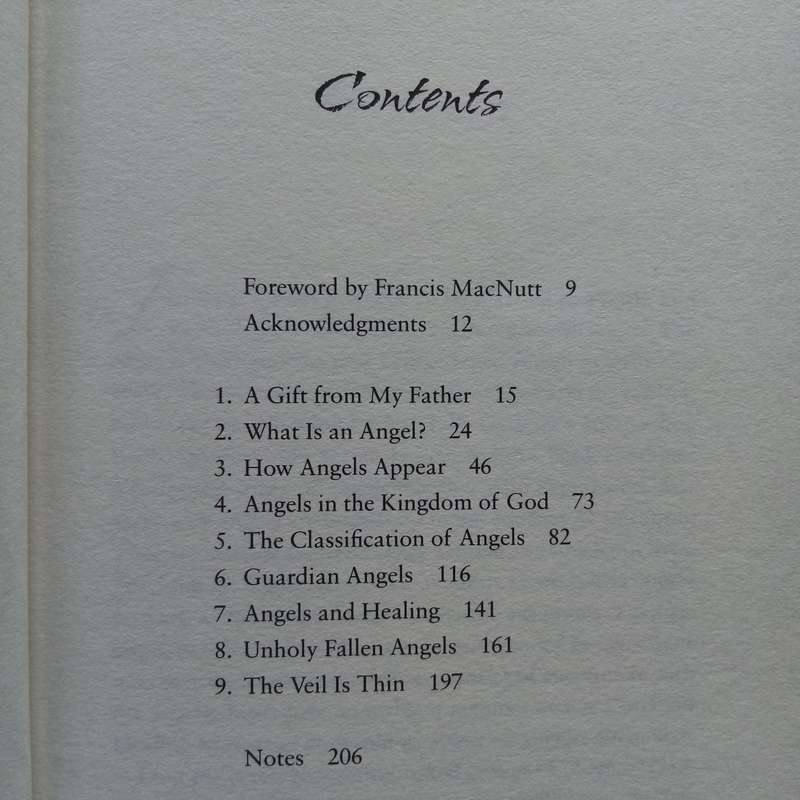 Contents
Foreword by Francis MacNutt 9
Acknowledgments 12
1. A Gift from My Father 15
2. What Is an Angel? 24
3. How Angels Appear 46
4. Angels in the Kingdom of God 73
5. The Classification of Angels 82
6. Guardian Angels 116
7. Angels and Healing 141
8. Unholy Fallen Angels 161
9. The Veil Is Thin 197
Notes 206